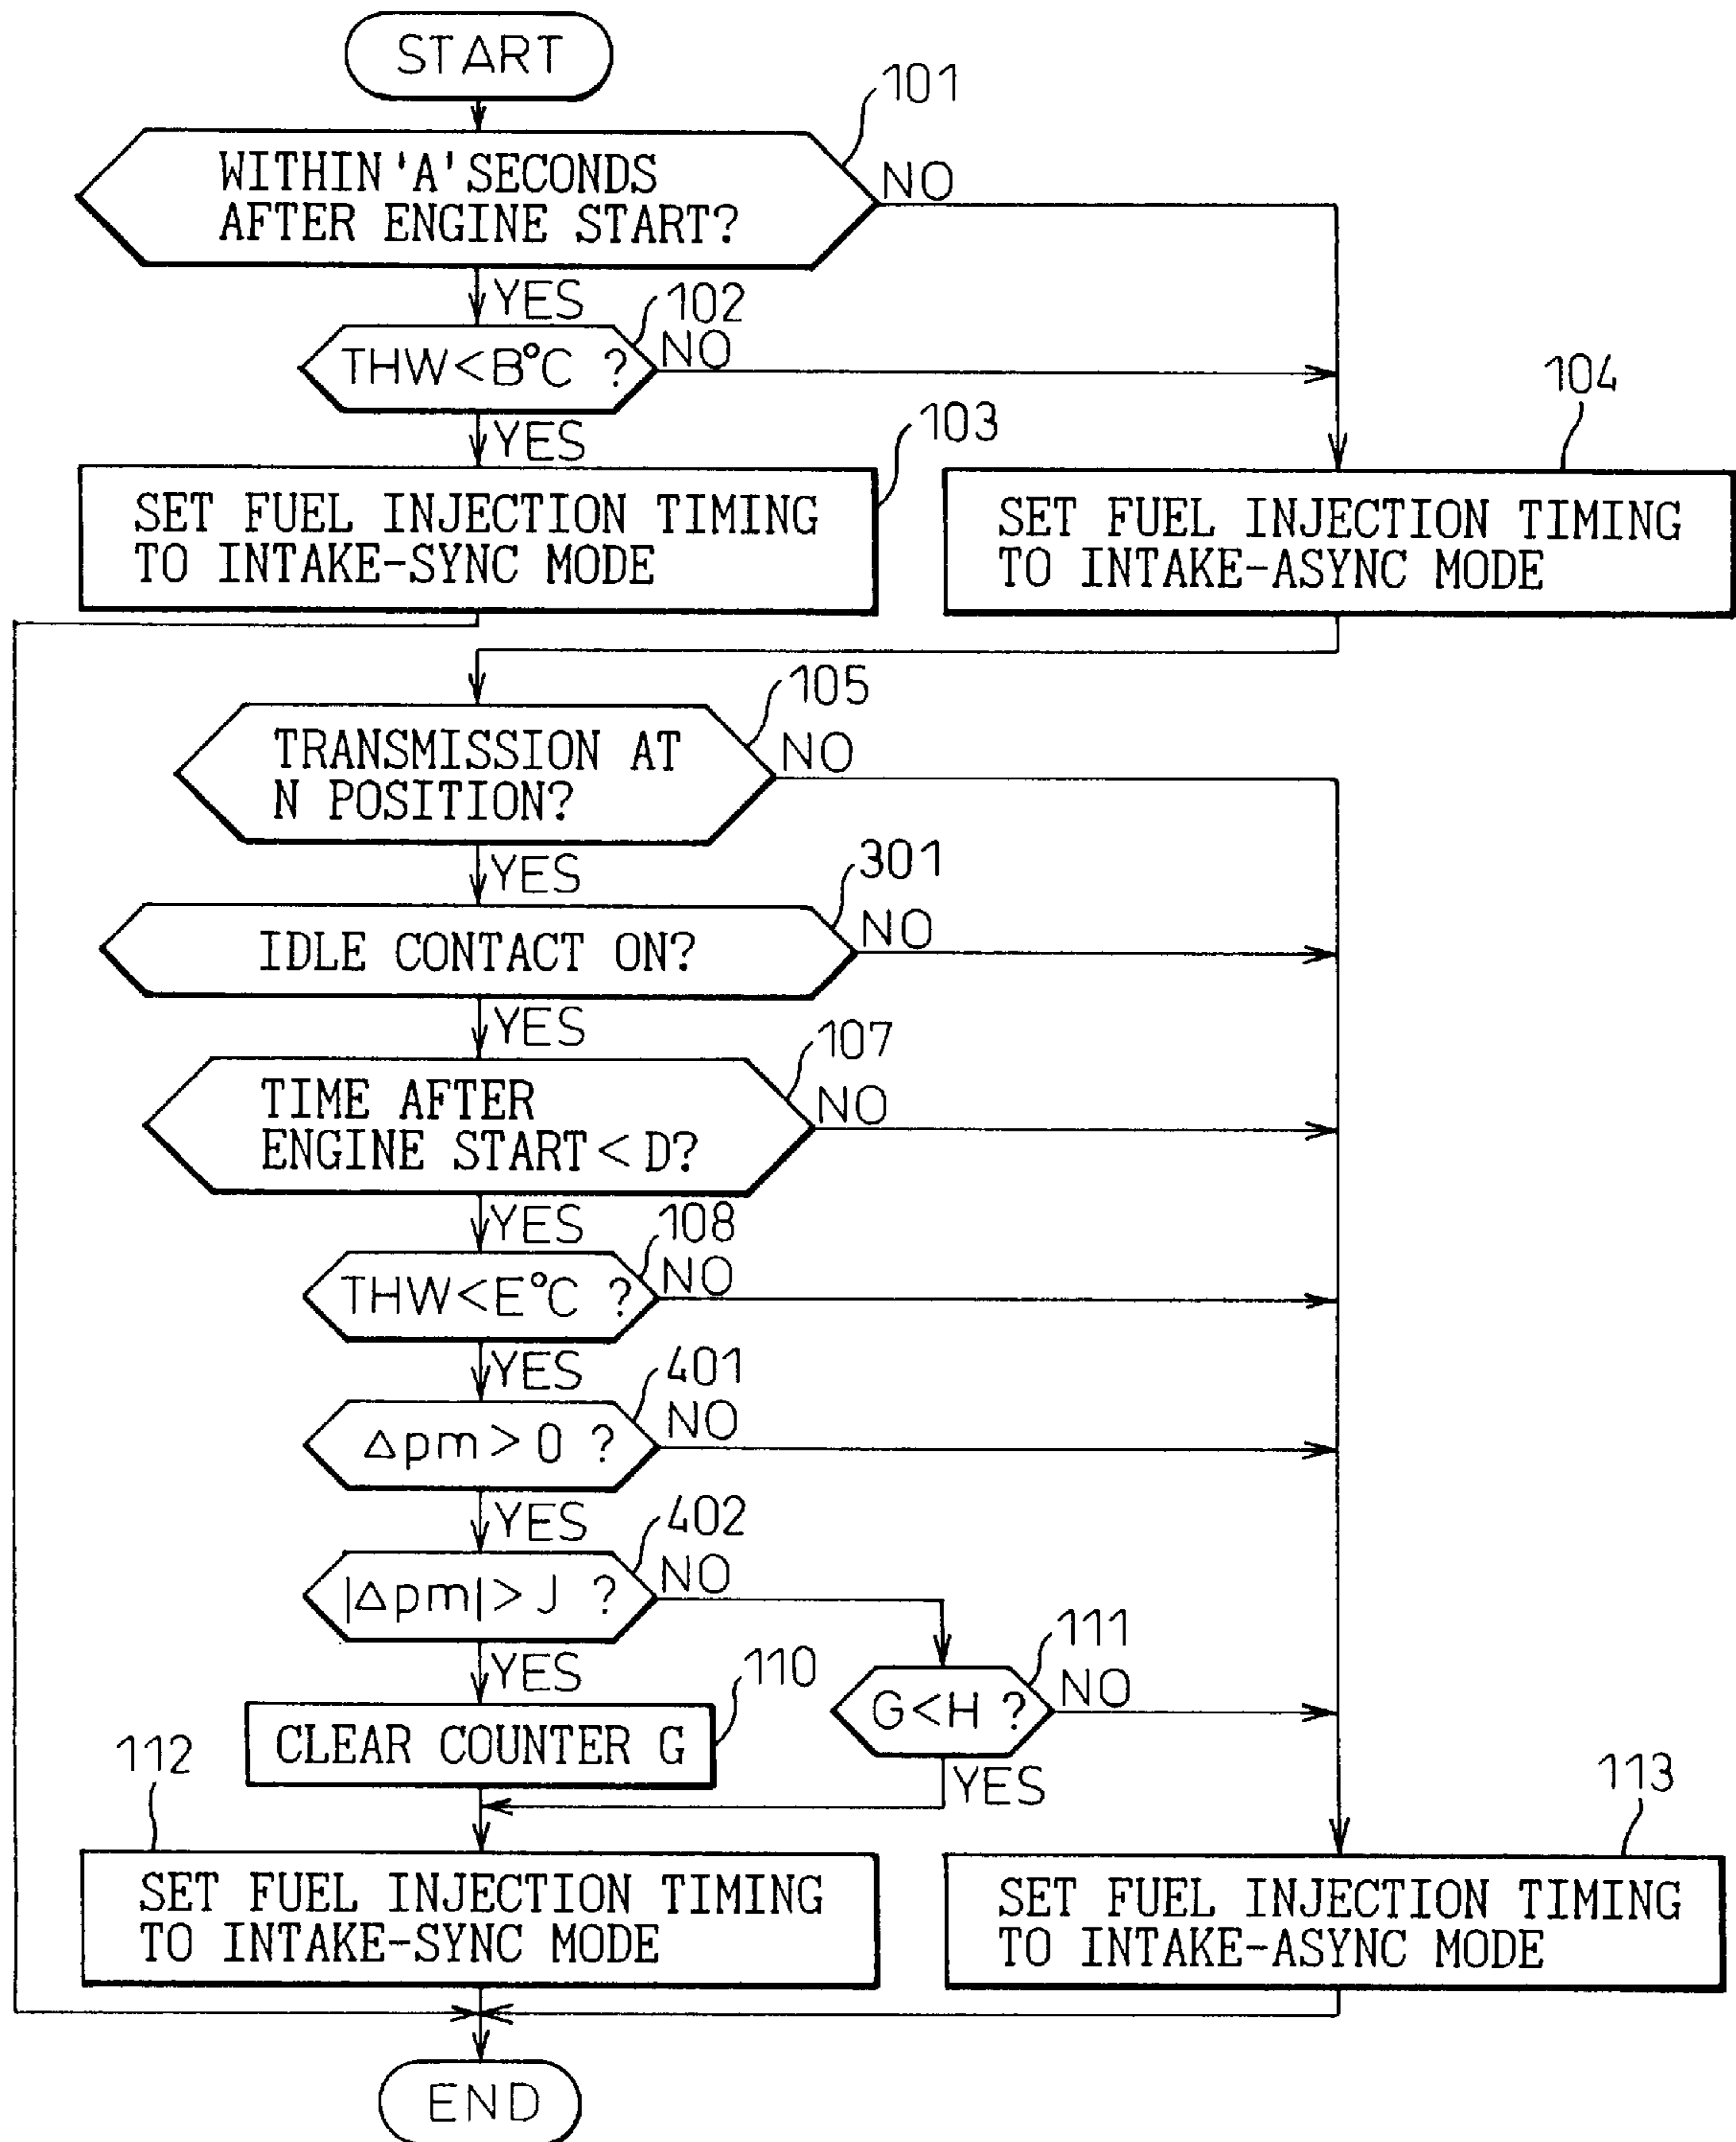 START
101
WITHIN 'A' SECONDS
AFTER ENGINE START?
NO
YES
102
THW<B°C ?
NO
YES
103
SET FUEL INJECTION TIMING
TO INTAKE-SYNC MODE
104
SET FUEL INJECTION TIMING
TO INTAKE-ASYNC MODE
105
TRANSMISSION AT
N POSITION?
NO
YES
301
IDLE CONTACT ON?
NO
YES
107
TIME AFTER
ENGINE START<D?
NO
YES
108
THW<E°C ?
NO
YES
401
Δpm>0 ?
NO
YES
402
|Δpm|>J ?
NO
YES
110
CLEAR COUNTER G
111
G<H ?
NO
YES
112
SET FUEL INJECTION TIMING
TO INTAKE-SYNC MODE
113
SET FUEL INJECTION TIMING
TO INTAKE-ASYNC MODE
END